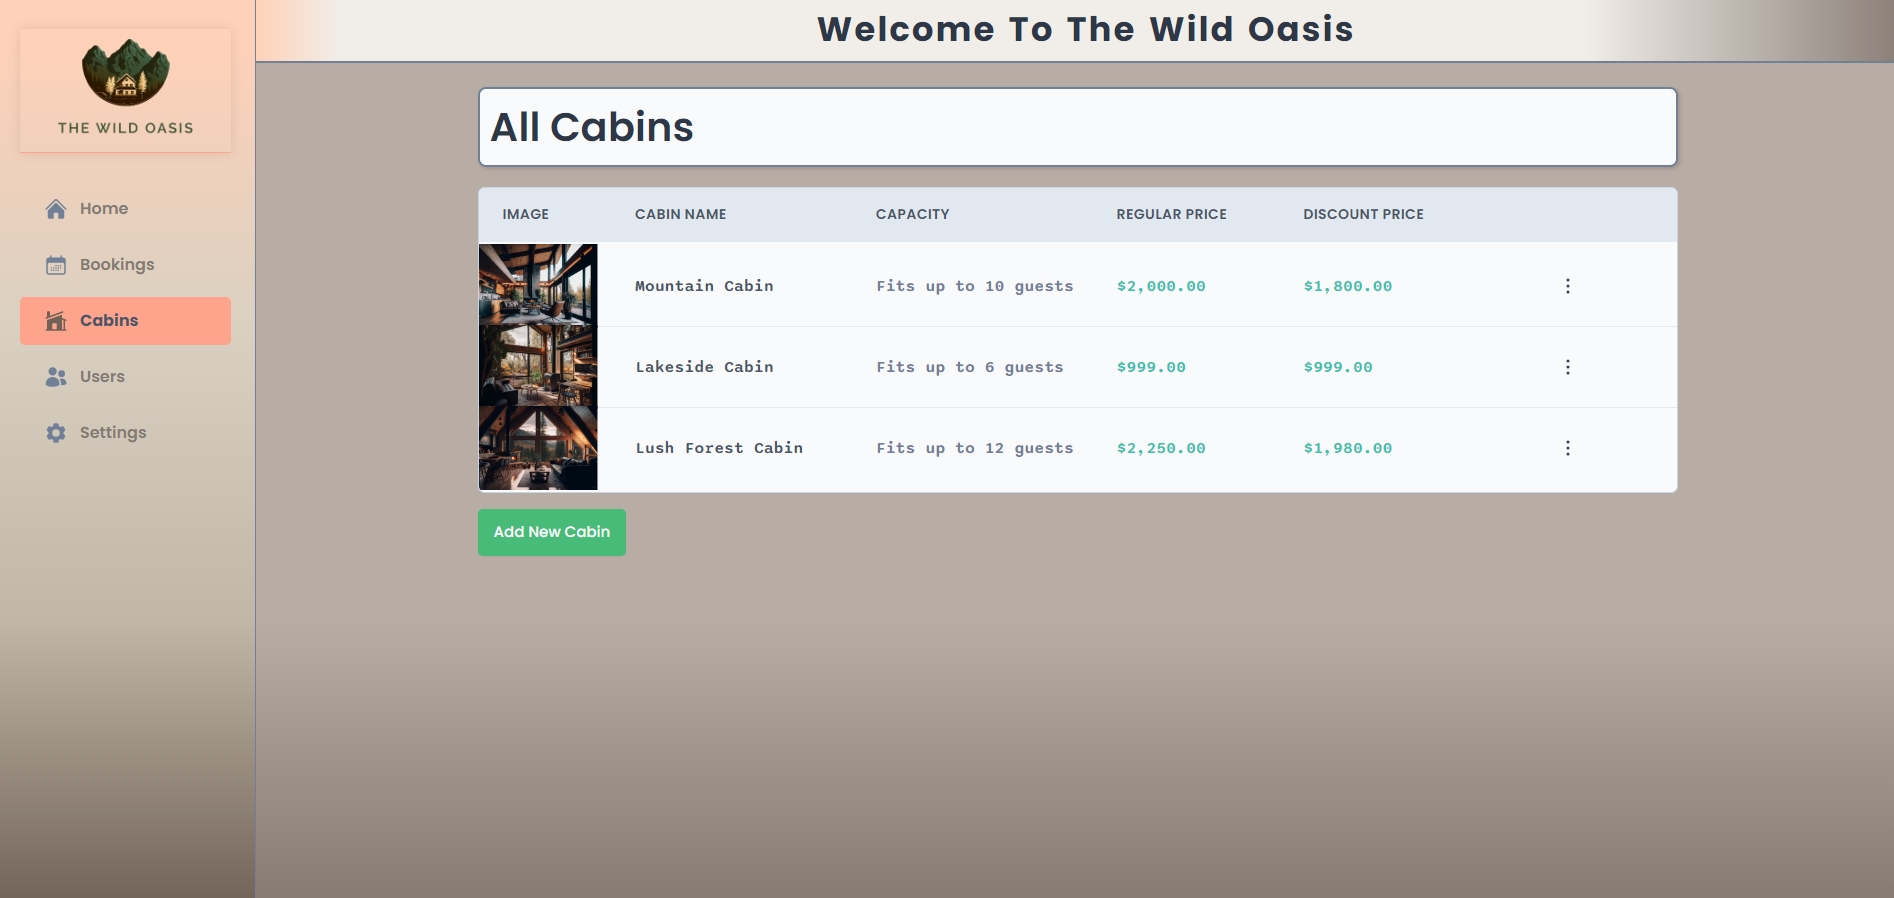 Welcome To The Wild Oasis
THE WILD OASIS
Home
Bookings
Cabins
Users
Settings
All Cabins
IMAGE CABIN NAME CAPACITY REGULAR PRICE DISCOUNT PRICE
Mountain Cabin Fits up to 10 guests $2,000.00 $1,800.00
Lakeside Cabin Fits up to 6 guests $999.00 $999.00
Lush Forest Cabin Fits up to 12 guests $2,250.00 $1,980.00
Add New Cabin